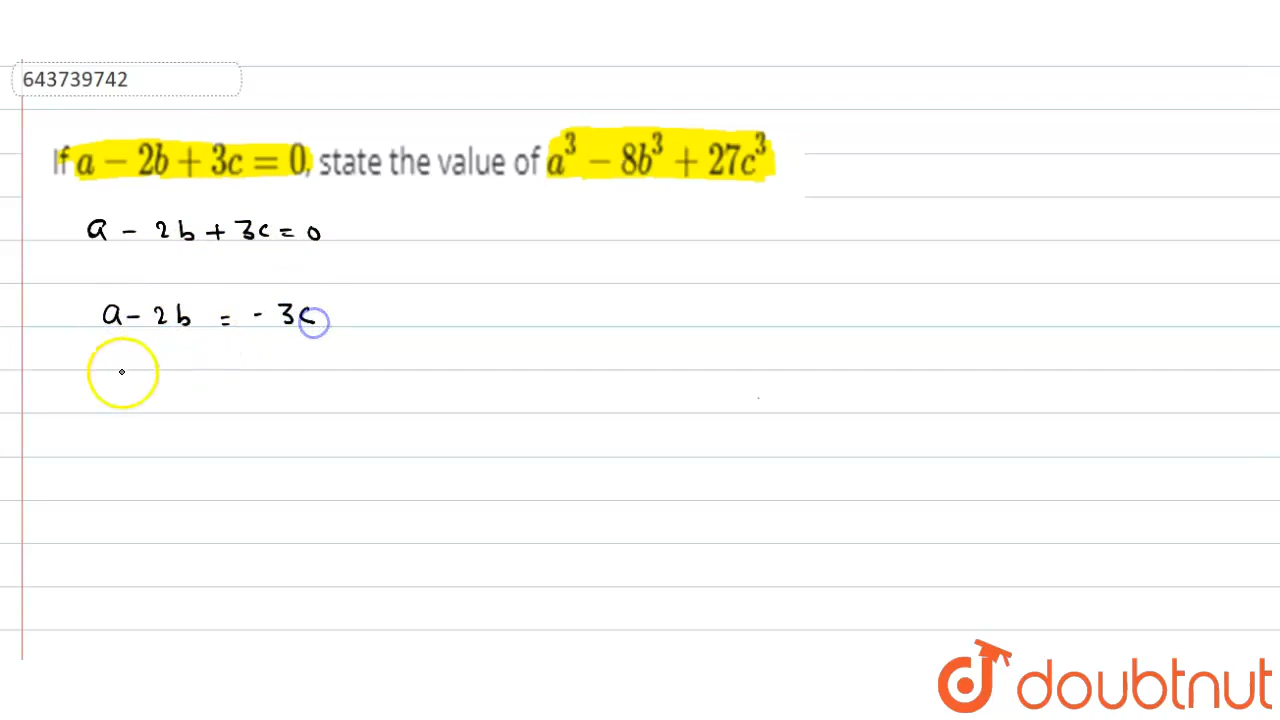 643739742
If a − 2b + 3c = 0, state the value of a³ − 8b³ + 27c³
a - 2b + 3c = 0
a - 2b = - 3c
doubtnut